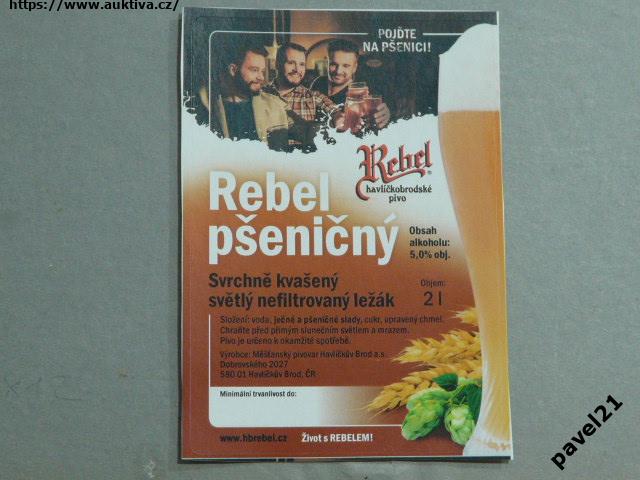 https://www.auktiva.cz/
POJĎTE
NA PŠENICI!
Rebel
havlíčkobrodské
pivo
Rebel
pšeničný
Obsah
alkoholu:
5,0% obj.
Svrchně kvašený
světlý nefiltrovaný ležák
Objem:
2 l
Složení: voda, ječné a pšeničné slady, cukr, upravený chmel.
Chraňte před přímým slunečním světlem a mrazem.
Pivo je určeno k okamžité spotřebě.
Výrobce: Měšťanský pivovar Havlíčkův Brod a.s.
Dobrovského 2027
580 01 Havlíčkův Brod, ČR
Minimální trvanlivost do:
www.hbrebel.cz
Život s REBELEM!
pavel21